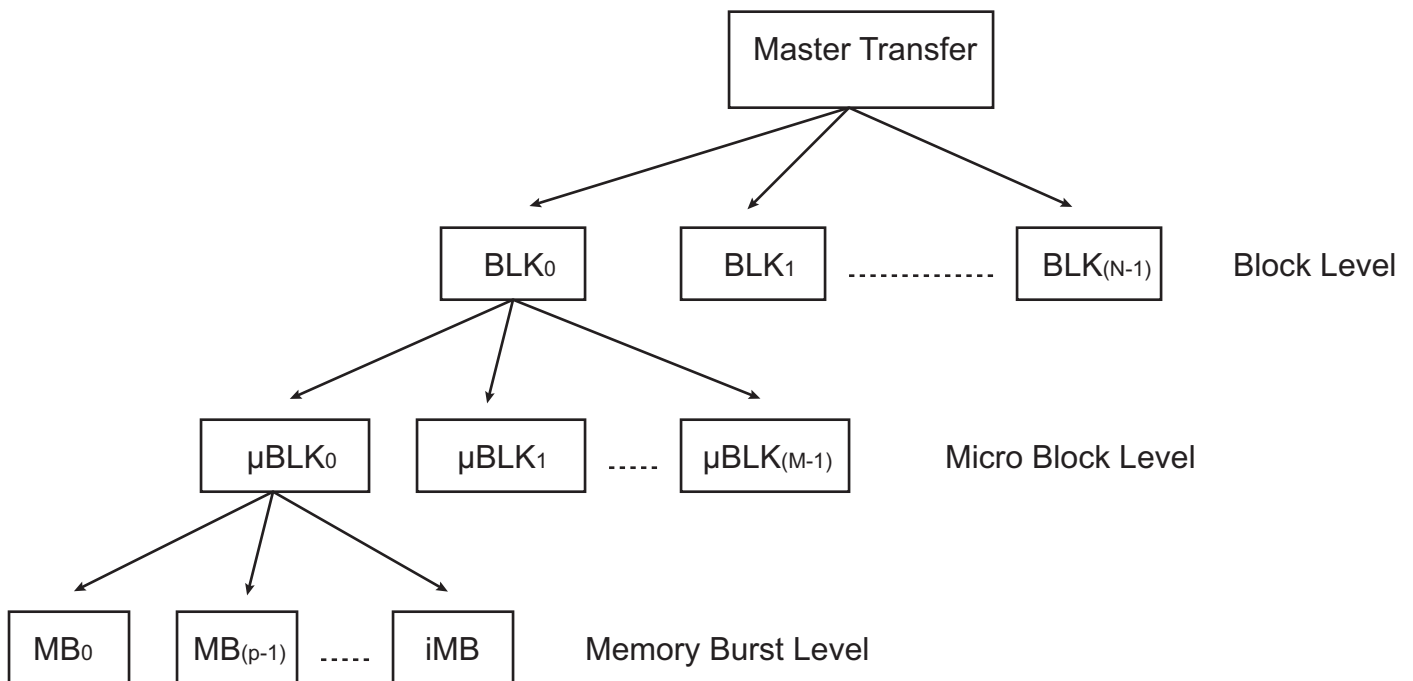 Master Transfer
BLK0 BLK1 BLK(N-1) Block Level
µBLK0 µBLK1 µBLK(M-1) Micro Block Level
MB0 MB(p-1) iMB Memory Burst Level